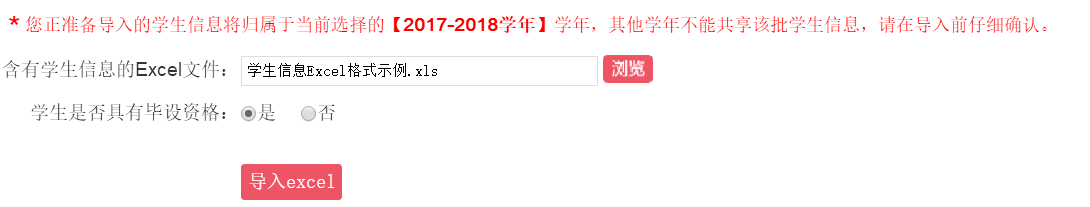 * 您正准备导入的学生信息将归属于当前选择的【2017-2018学年】学年，其他学年不能共享该批学生信息，请在导入前仔细确认。
含有学生信息的Excel文件： 学生信息Excel格式示例.xls 浏览
学生是否具有毕设资格： 是 否
导入excel